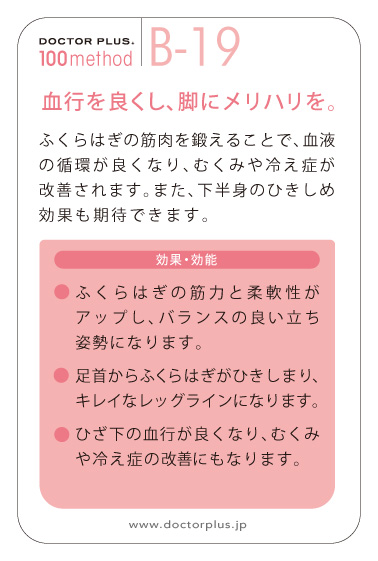 DOCTOR PLUS.
100method
B-19
血行を良くし、脚にメリハリを。
ふくらはぎの筋肉を鍛えることで、血液
の循環が良くなり、むくみや冷え症が
改善されます。また、下半身のひきしめ
効果も期待できます。
効果・効能
● ふくらはぎの筋力と柔軟性が
アップし、バランスの良い立ち
姿勢になります。
● 足首からふくらはぎがひきしまり、
キレイなレッグラインになります。
● ひざ下の血行が良くなり、むくみ
や冷え症の改善にもなります。
www.doctorplus.jp